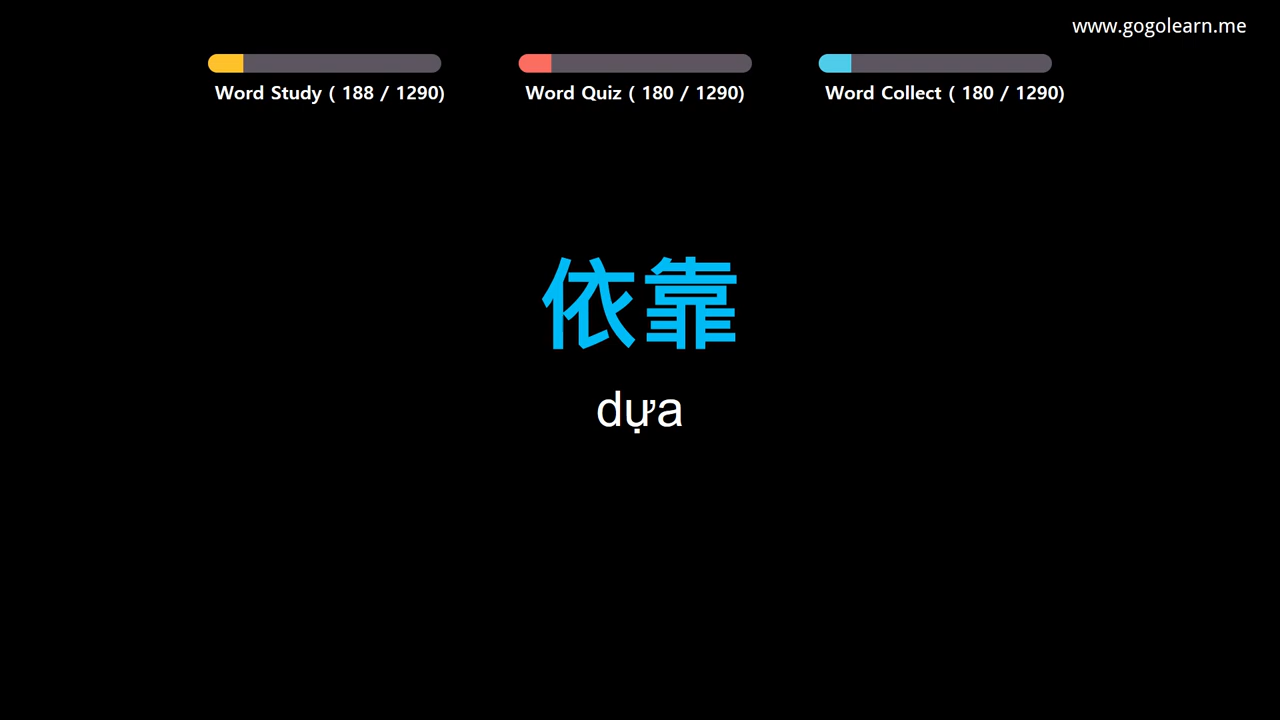 www.gogolearn.me
Word Study ( 188 / 1290)
Word Quiz ( 180 / 1290)
Word Collect ( 180 / 1290)
依靠
dựa